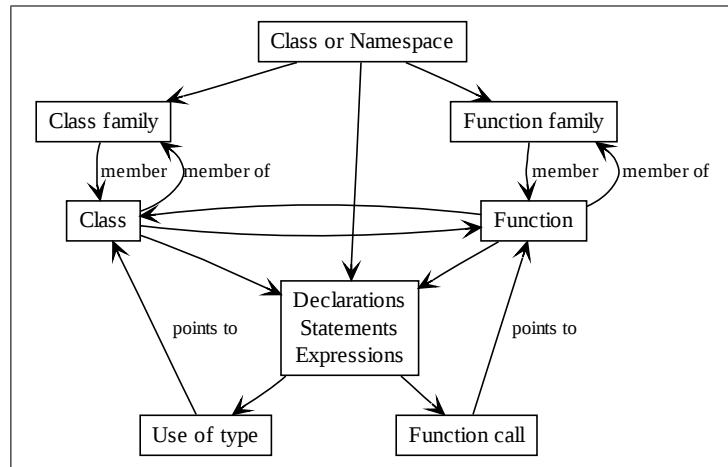 Class or Namespace
Class family
Function family
member
member of
member
member of
Class
Function
Declarations
Statements
Expressions
points to
points to
Use of type
Function call